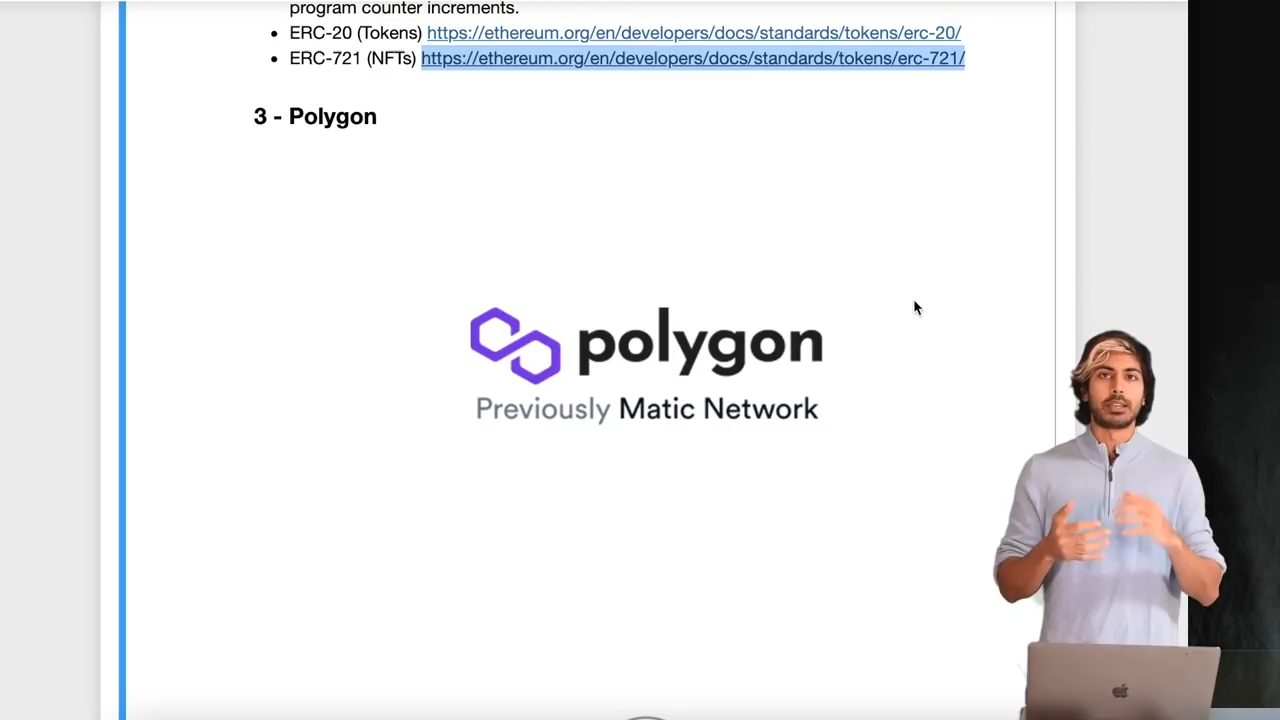 program counter increments.
• ERC-20 (Tokens) https://ethereum.org/en/developers/docs/standards/tokens/erc-20/
• ERC-721 (NFTs) https://ethereum.org/en/developers/docs/standards/tokens/erc-721/
3 - Polygon
polygon
Previously Matic Network